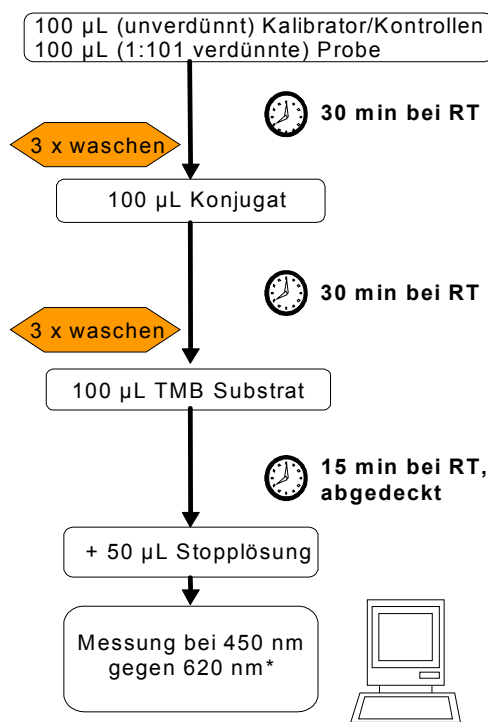 100 µL (unverdünnt) Kalibrator/Kontrollen
100 µL (1:101 verdünnte) Probe
30 min bei RT
3 x waschen
100 µL Konjugat
30 min bei RT
3 x waschen
100 µL TMB Substrat
15 min bei RT,
abgedeckt
+ 50 µL Stopplösung
Messung bei 450 nm
gegen 620 nm*